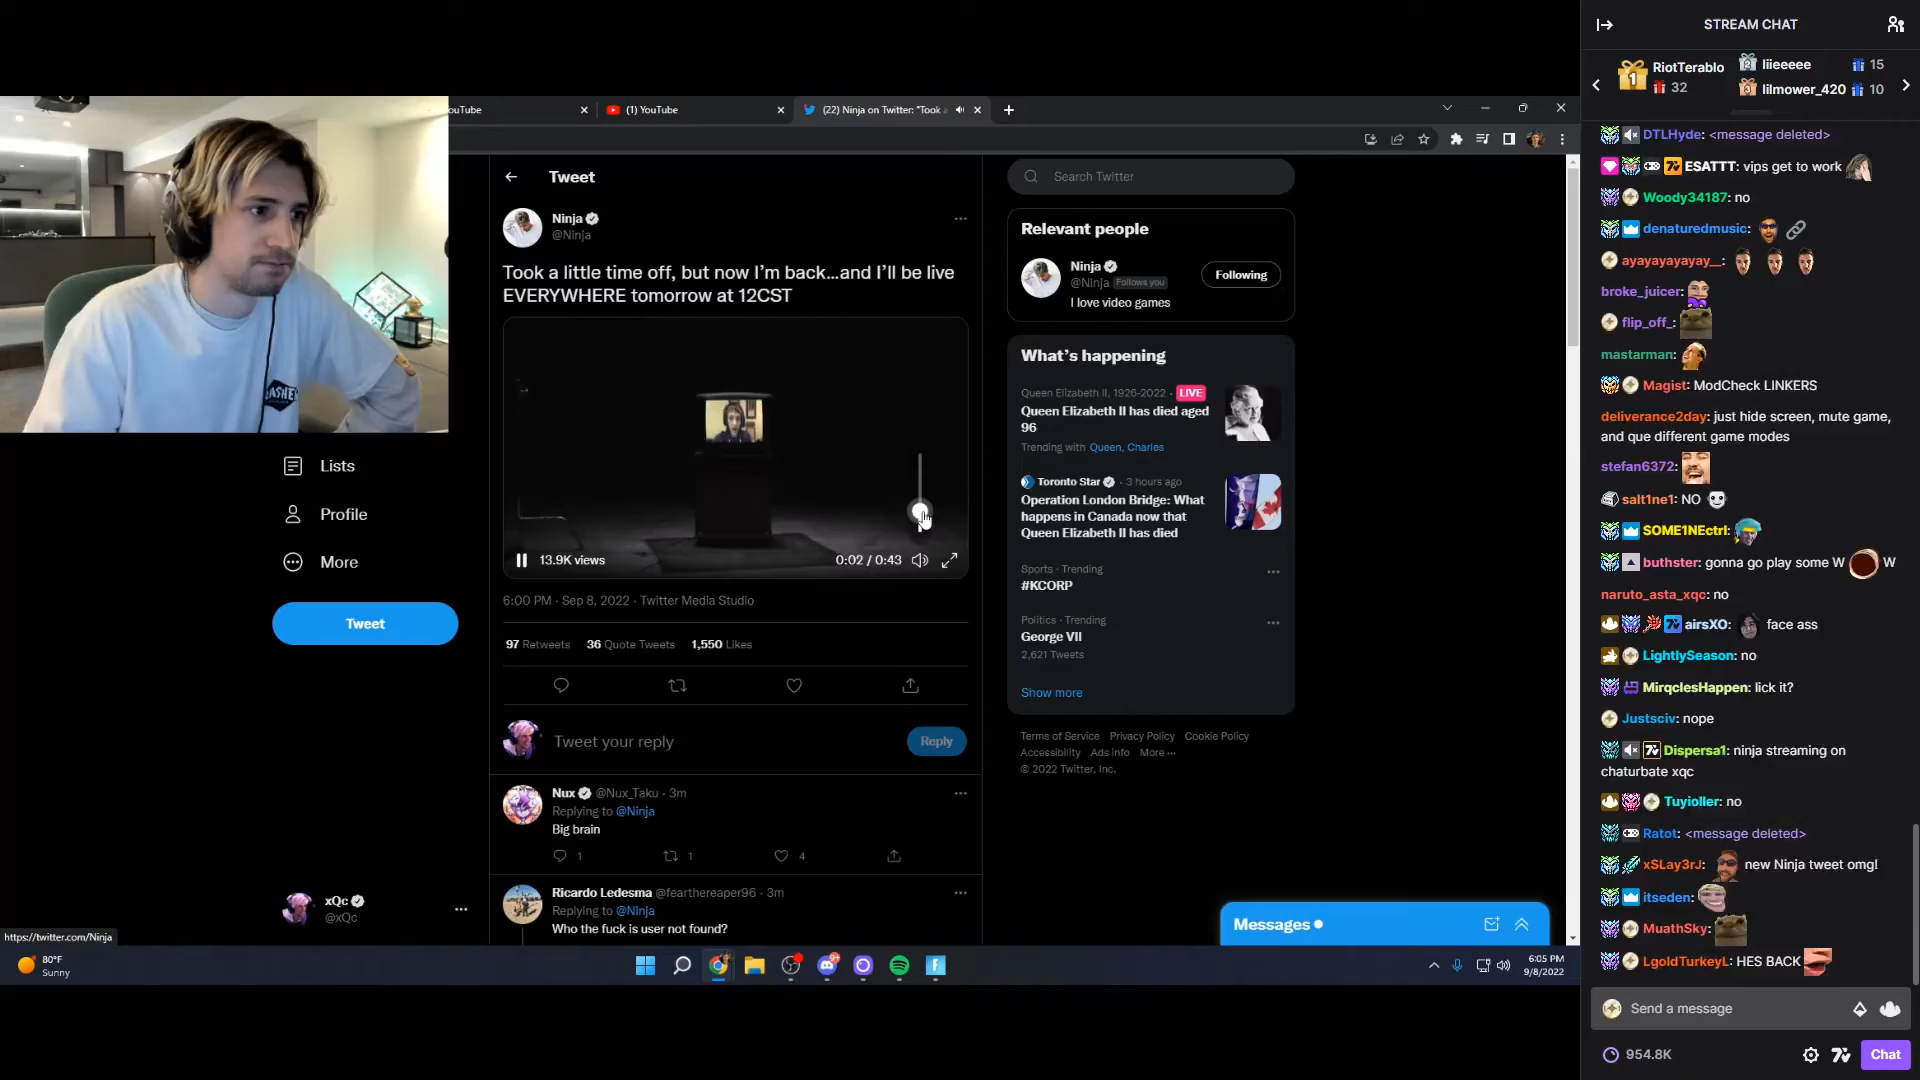 ouTube
(1) YouTube
(22) Ninja on Twitter: "Took a
Tweet
Ninja
@Ninja
Took a little time off, but now I'm back...and I'll be live
EVERYWHERE tomorrow at 12CST
13.9K views
0:02 / 0:43
6:00 PM · Sep 8, 2022 · Twitter Media Studio
97 Retweets 36 Quote Tweets 1,550 Likes
Tweet your reply
Reply
Nux @Nux_Taku · 3m
Replying to @Ninja
Big brain
1 1 4
Ricardo Ledesma @fearthereaper96 · 3m
Replying to @Ninja
Who the fuck is user not found?
Lists
Profile
More
Tweet
xQc
@xQc
https://twitter.com/Ninja
Search Twitter
Relevant people
Ninja
@Ninja Follows you
Following
I love video games
What's happening
Queen Elizabeth II, 1926-2022 · LIVE
Queen Elizabeth II has died aged
96
Trending with Queen, Charles
Toronto Star · 3 hours ago
Operation London Bridge: What
happens in Canada now that
Queen Elizabeth II has died
Sports · Trending
#KCORP
Politics · Trending
George VII
2,621 Tweets
Show more
Terms of Service Privacy Policy Cookie Policy
Accessibility Ads info More ···
© 2022 Twitter, Inc.
Messages
80°F
Sunny
6:05 PM
9/8/2022
STREAM CHAT
1 RiotTerablo
32
2 liieeeee 15
3 lilmower_420 10
DTLHyde: <message deleted>
ESATTT: vips get to work
Woody34187: no
denaturedmusic:
ayayayayayay__:
broke_juicer:
flip_off_:
mastarman:
Magist: ModCheck LINKERS
deliverance2day: just hide screen, mute game,
and que different game modes
stefan6372:
salt1ne1: NO
SOME1NEctrl:
buthster: gonna go play some W W
naruto_asta_xqc: no
airsXO: face ass
LightlySeason: no
MirqclesHappen: lick it?
Justsciv: nope
Dispersa1: ninja streaming on
chaturbate xqc
Tuyioller: no
Ratot: <message deleted>
xSLay3rJ: new Ninja tweet omg!
itseden:
MuathSky:
LgoldTurkeyL: HES BACK
Send a message
954.8K
Chat